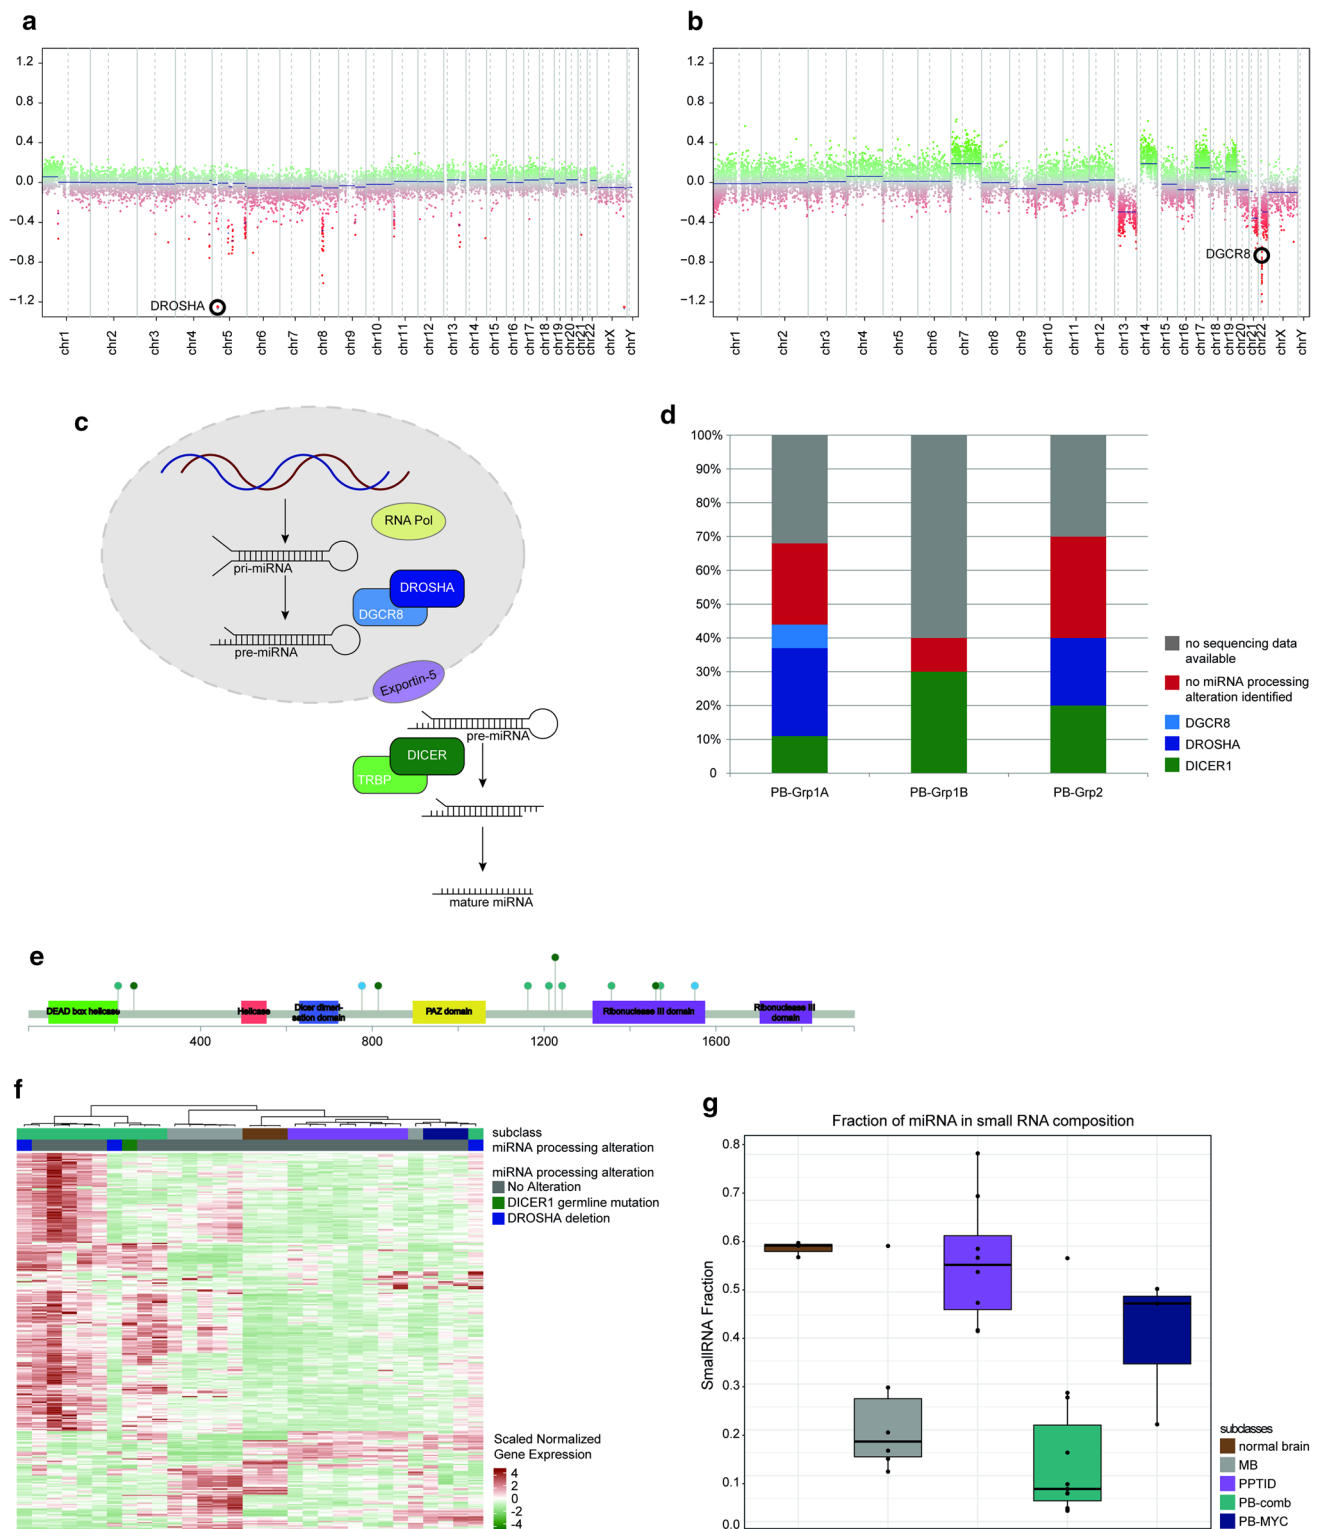 a
1.2
0.8
0.4
0.0
−0.4
−0.8
−1.2
DROSHA
chr1
chr2
chr3
chr4
chr5
chr6
chr7
chr8
chr9
chr10
chr11
chr12
chr13
chr14
chr15
chr16
chr17
chr18
chr19
chr20
chr21
chr22
chrX
chrY
b
1.2
0.8
0.4
0.0
−0.4
−0.8
−1.2
DGCR8
chr1
chr2
chr3
chr4
chr5
chr6
chr7
chr8
chr9
chr10
chr11
chr12
chr13
chr14
chr15
chr16
chr17
chr18
chr19
chr20
chr21
chr22
chrX
chrY
c
RNA Pol
pri-miRNA
DROSHA
DGCR8
pre-miRNA
Exportin-5
pre-miRNA
DICER
TRBP
mature miRNA
d
100%
90%
80%
70%
60%
50%
40%
30%
20%
10%
0
PB-Grp1A
PB-Grp1B
PB-Grp2
no sequencing data
available
no miRNA processing
alteration identified
DGCR8
DROSHA
DICER1
e
DEAD box helicase
Helicase
Dicer dimeri-
sation domain
PAZ domain
Ribonuclease III domain
Ribonuclease III
domain
400
800
1200
1600
f
subclass
miRNA processing alteration
miRNA processing alteration
No Alteration
DICER1 germline mutation
DROSHA deletion
Scaled Normalized
Gene Expression
4
2
0
-2
-4
g
Fraction of miRNA in small RNA composition
SmallRNA Fraction
0.8
0.7
0.6
0.5
0.4
0.3
0.2
0.1
0.0
subclasses
normal brain
MB
PPTID
PB-comb
PB-MYC